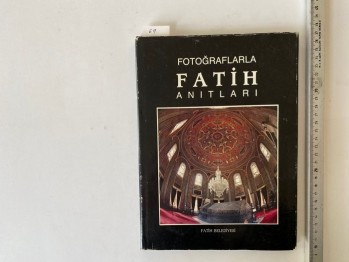 FOTOĞRAFLARLA
FATİH
ANITLARI
FATİH BELEDİYESİ